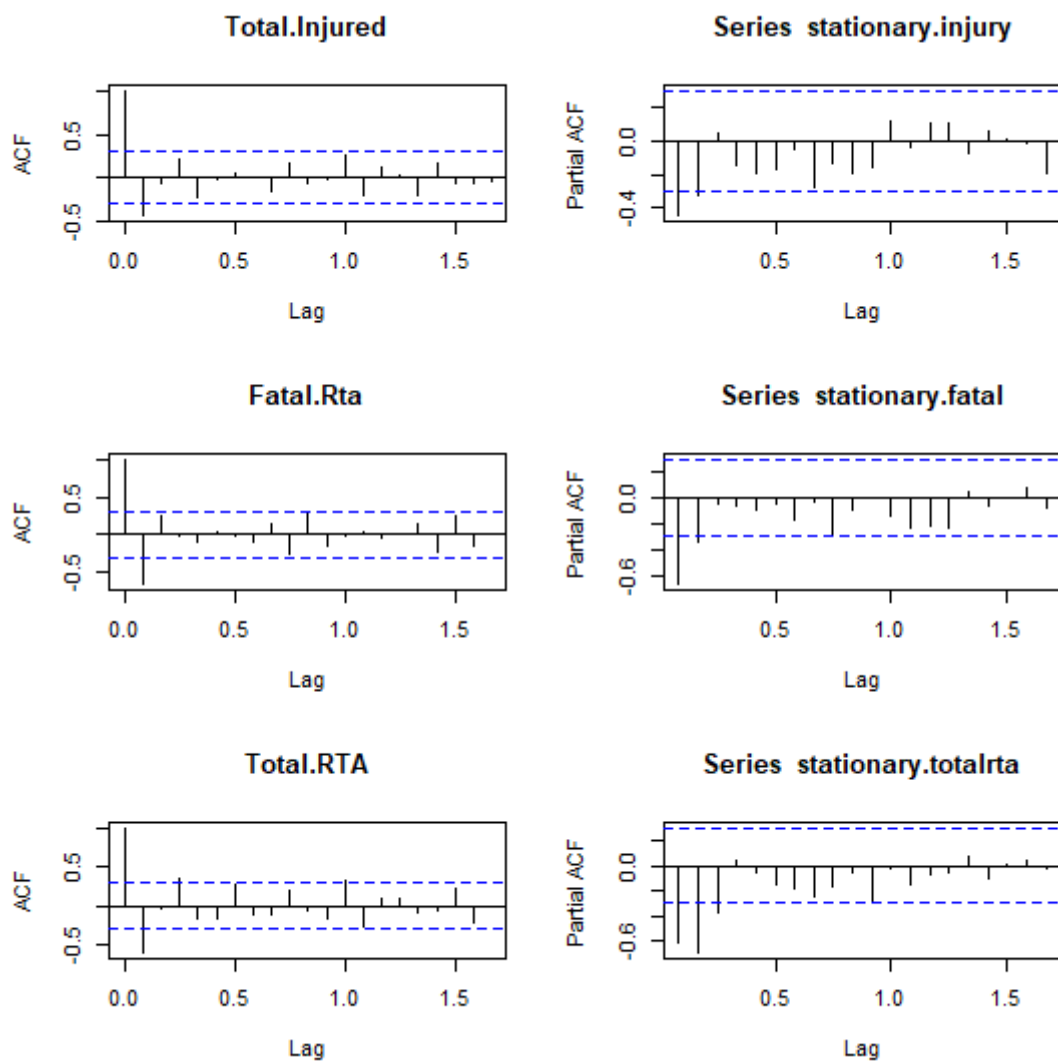 Total.Injured
ACF
0.5
-0.5
0.0 0.5 1.0 1.5
Lag
Series stationary.injury
Partial ACF
0.0
-0.4
0.5 1.0 1.5
Lag
Fatal.Rta
ACF
0.5
-0.5
0.0 0.5 1.0 1.5
Lag
Series stationary.fatal
Partial ACF
0.0
-0.6
0.5 1.0 1.5
Lag
Total.RTA
ACF
0.5
-0.5
0.0 0.5 1.0 1.5
Lag
Series stationary.totalrta
Partial ACF
0.0
-0.6
0.5 1.0 1.5
Lag